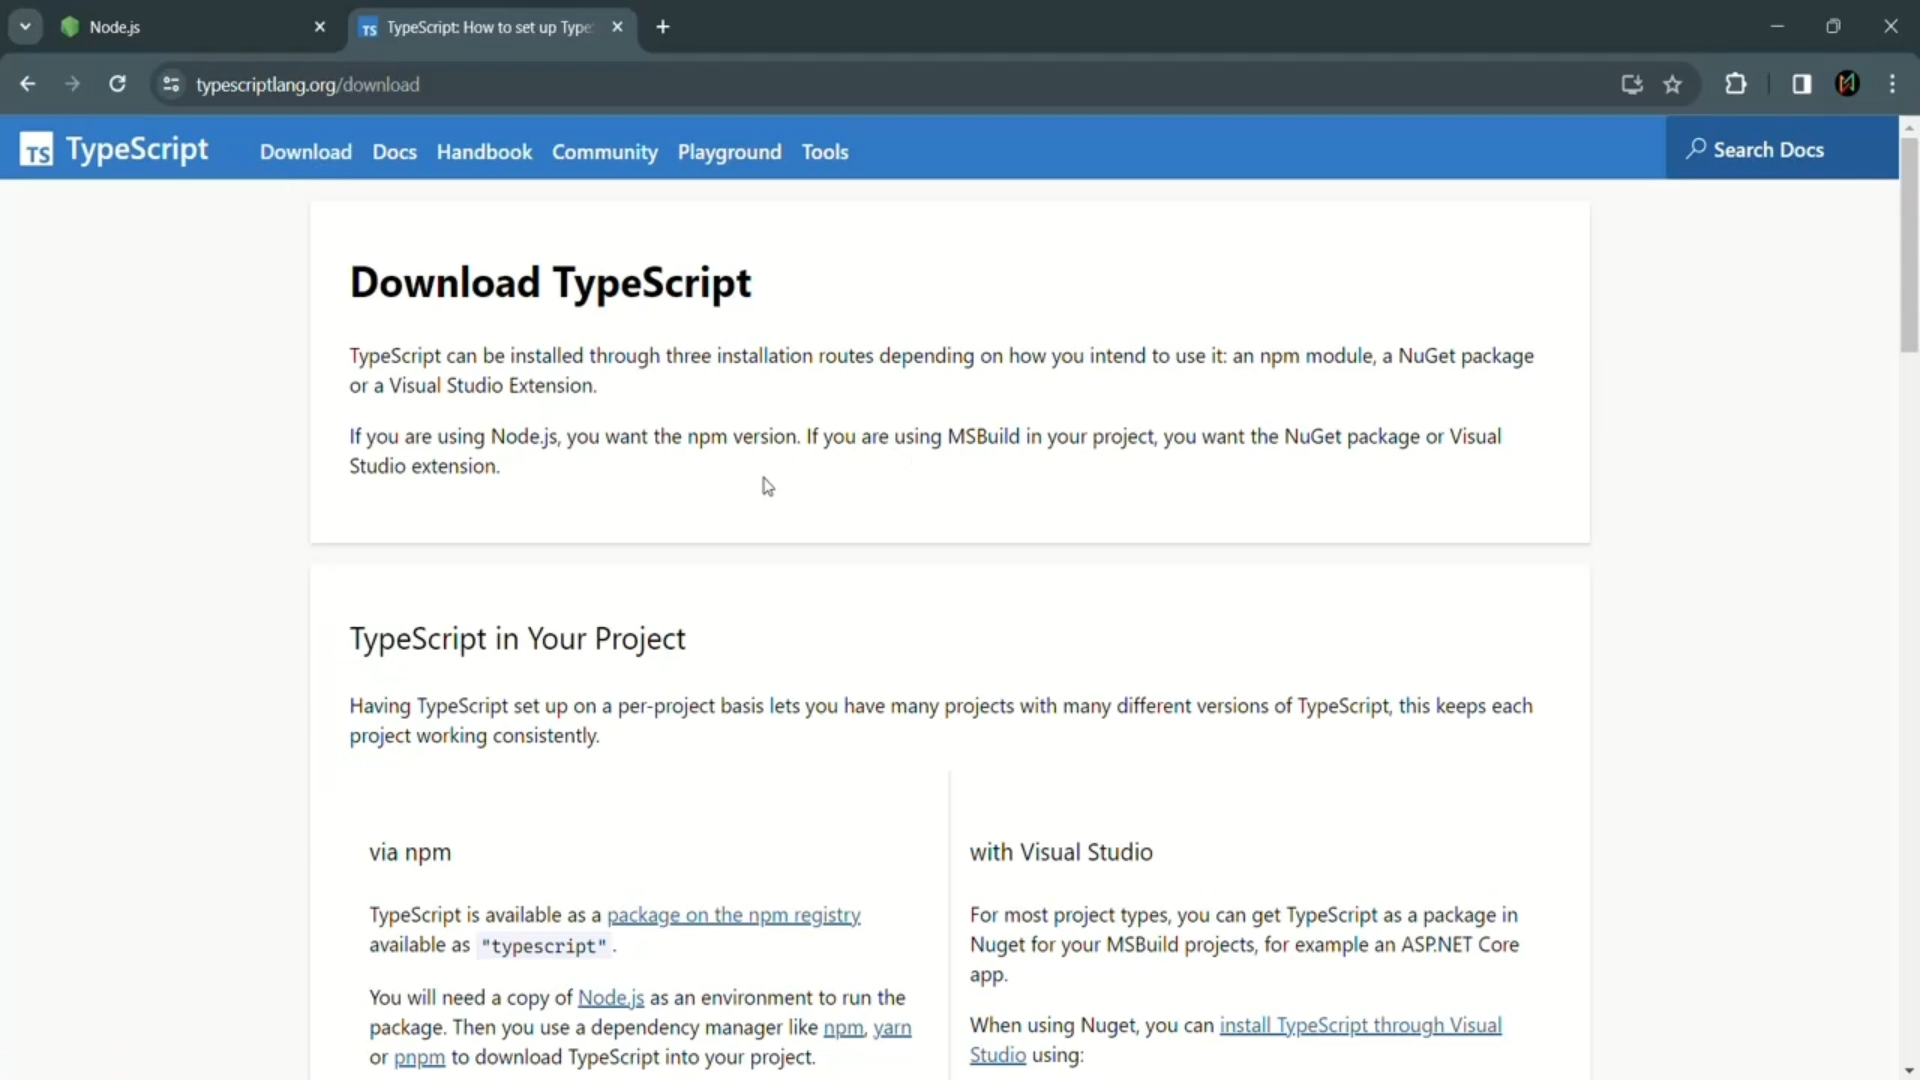 Node.js
TypeScript: How to set up Type
typescriptlang.org/download
TS TypeScript Download Docs Handbook Community Playground Tools Search Docs
Download TypeScript
TypeScript can be installed through three installation routes depending on how you intend to use it: an npm module, a NuGet package
or a Visual Studio Extension.
If you are using Node.js, you want the npm version. If you are using MSBuild in your project, you want the NuGet package or Visual
Studio extension.
TypeScript in Your Project
Having TypeScript set up on a per-project basis lets you have many projects with many different versions of TypeScript, this keeps each
project working consistently.
via npm
TypeScript is available as a package on the npm registry
available as "typescript".
You will need a copy of Node.js as an environment to run the
package. Then you use a dependency manager like npm, yarn
or pnpm to download TypeScript into your project.
with Visual Studio
For most project types, you can get TypeScript as a package in
Nuget for your MSBuild projects, for example an ASP.NET Core
app.
When using Nuget, you can install TypeScript through Visual
Studio using: